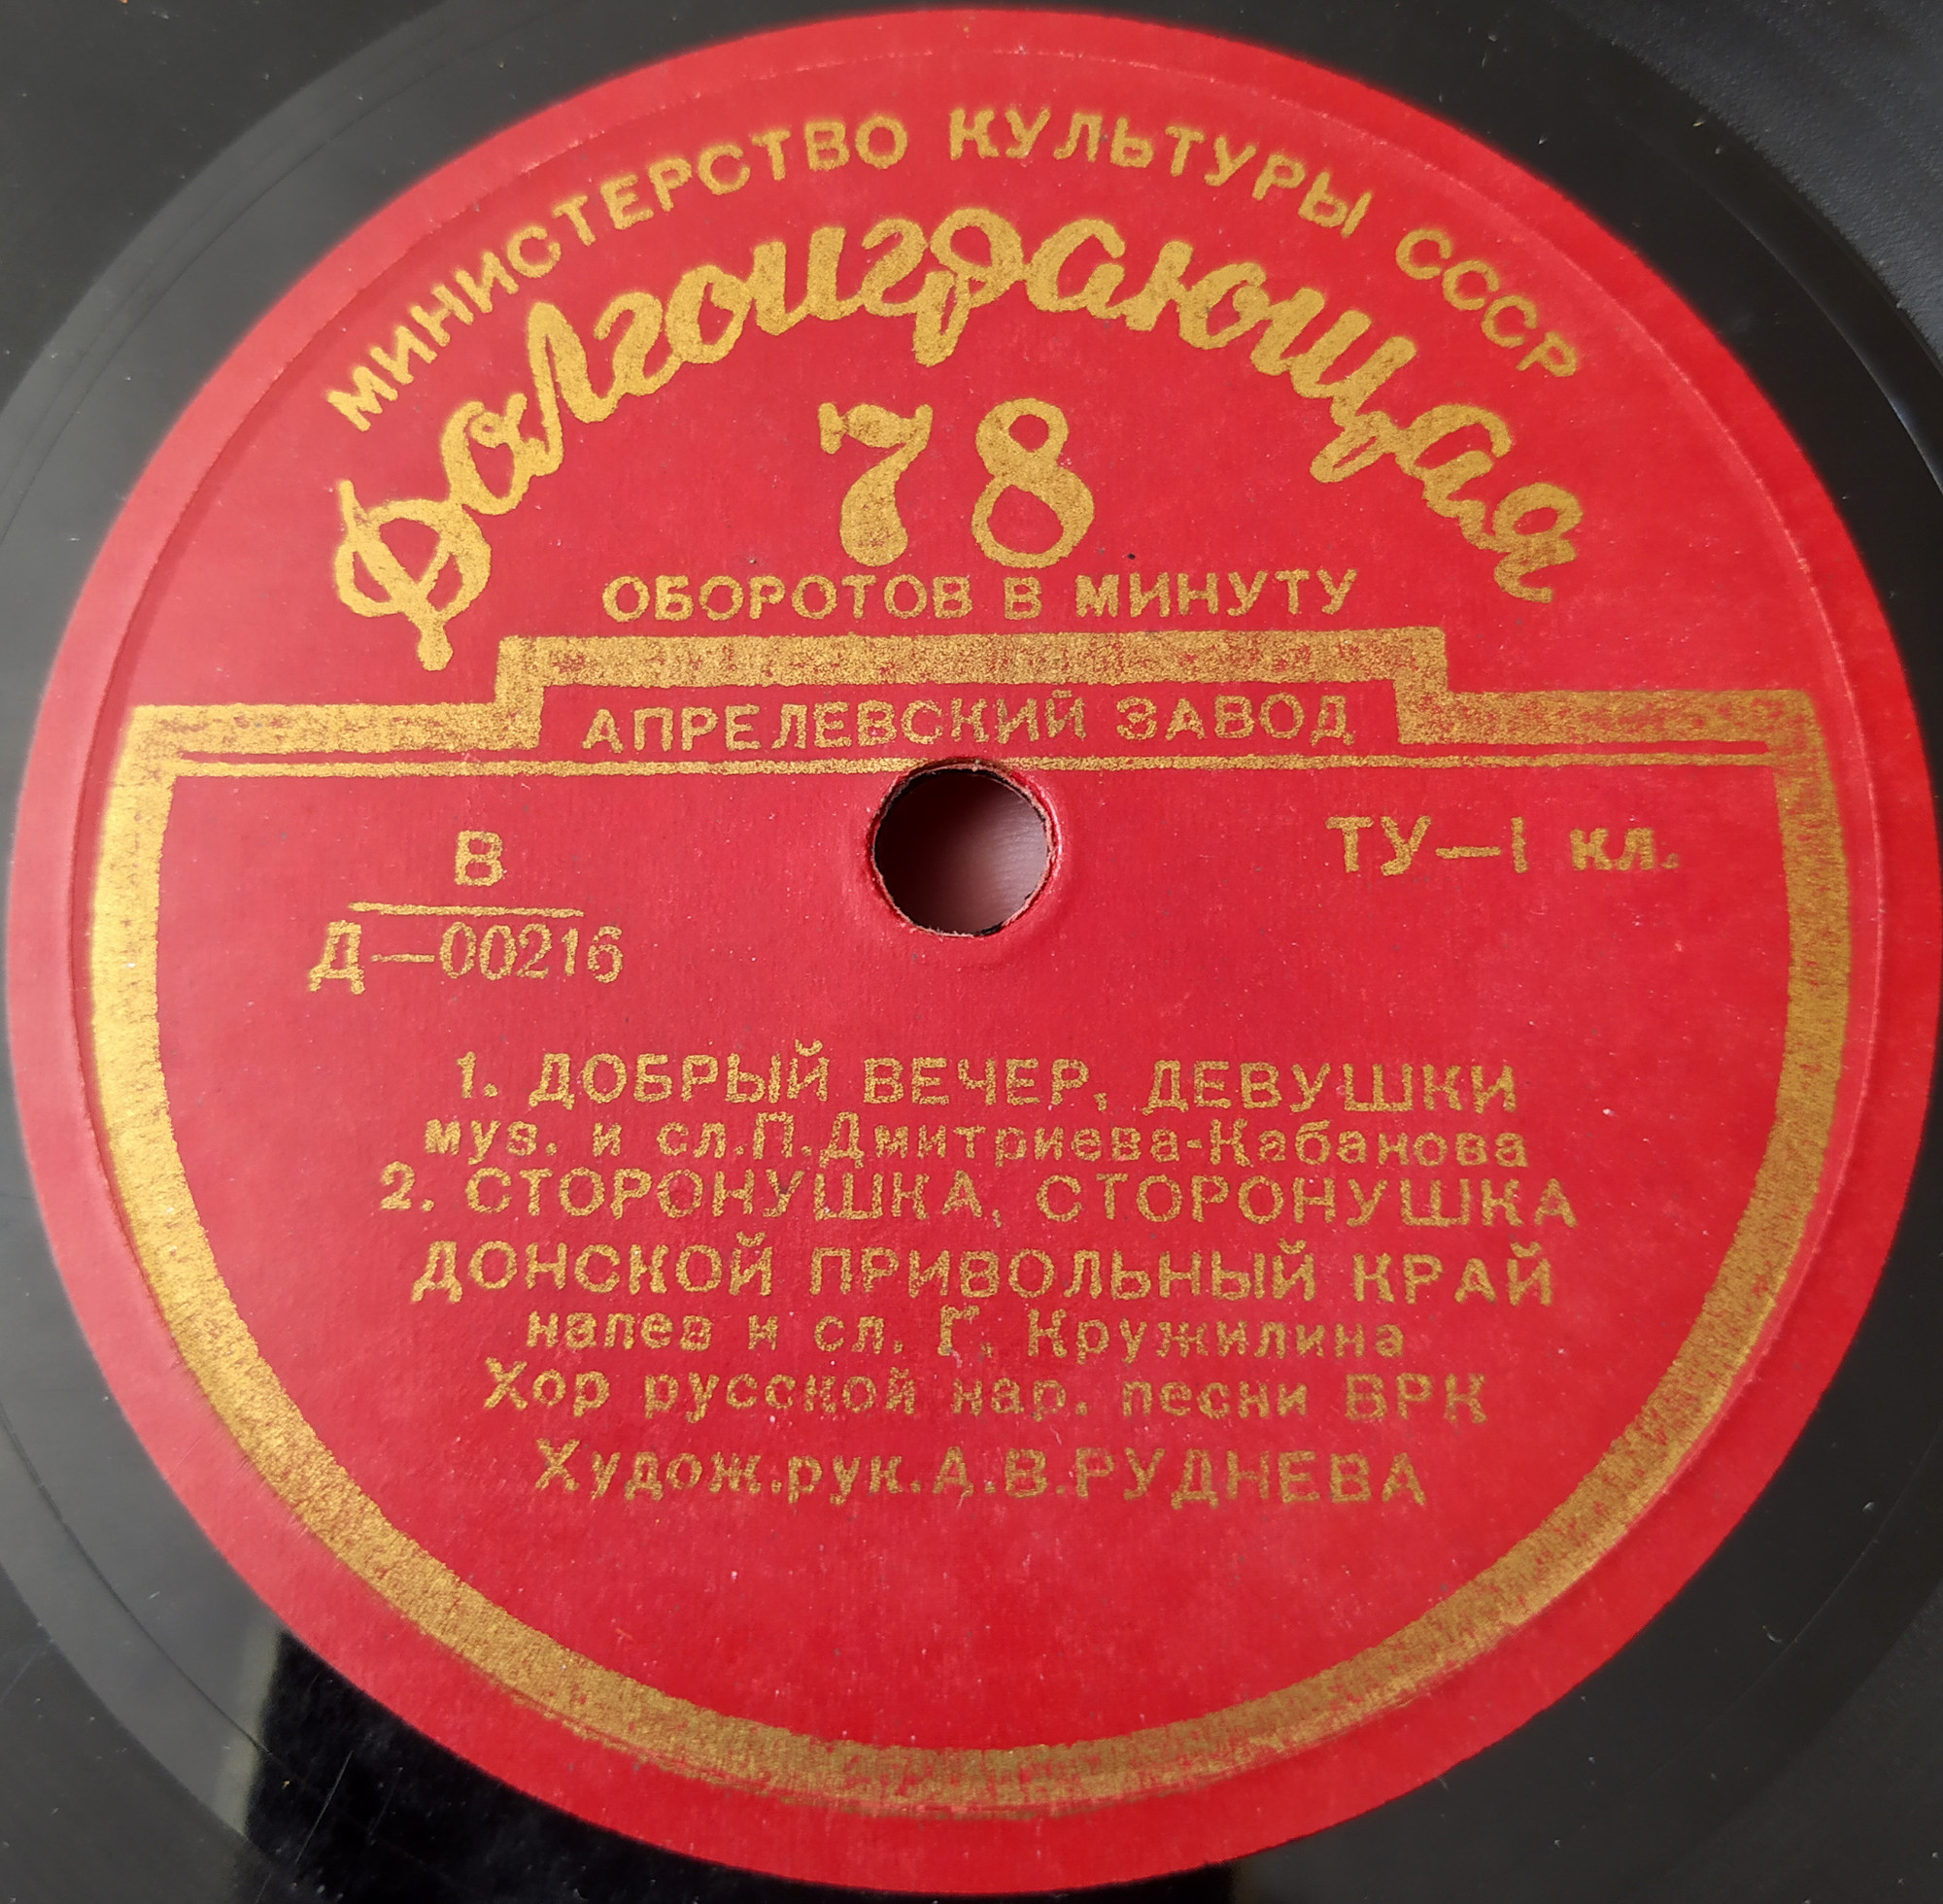 МИНИСТЕРСТВО КУЛЬТУРЫ СССР
Долгоиграющая
78
ОБОРОТОВ В МИНУТУ
АПРЕЛЕВСКИЙ ЗАВОД
В
ТУ—I кл.
Д—00216
1. ДОБРЫЙ ВЕЧЕР, ДЕВУШКИ
муз. и сл.П.Дмитриева-Кабанова
2. СТОРОНУШКА, СТОРОНУШКА
ДОНСКОЙ ПРИВОЛЬНЫЙ КРАЙ
напев и сл. Г. Кружилина
Хор русской нар. песни ВРК
Худож.рук.А.В.РУДНЕВА